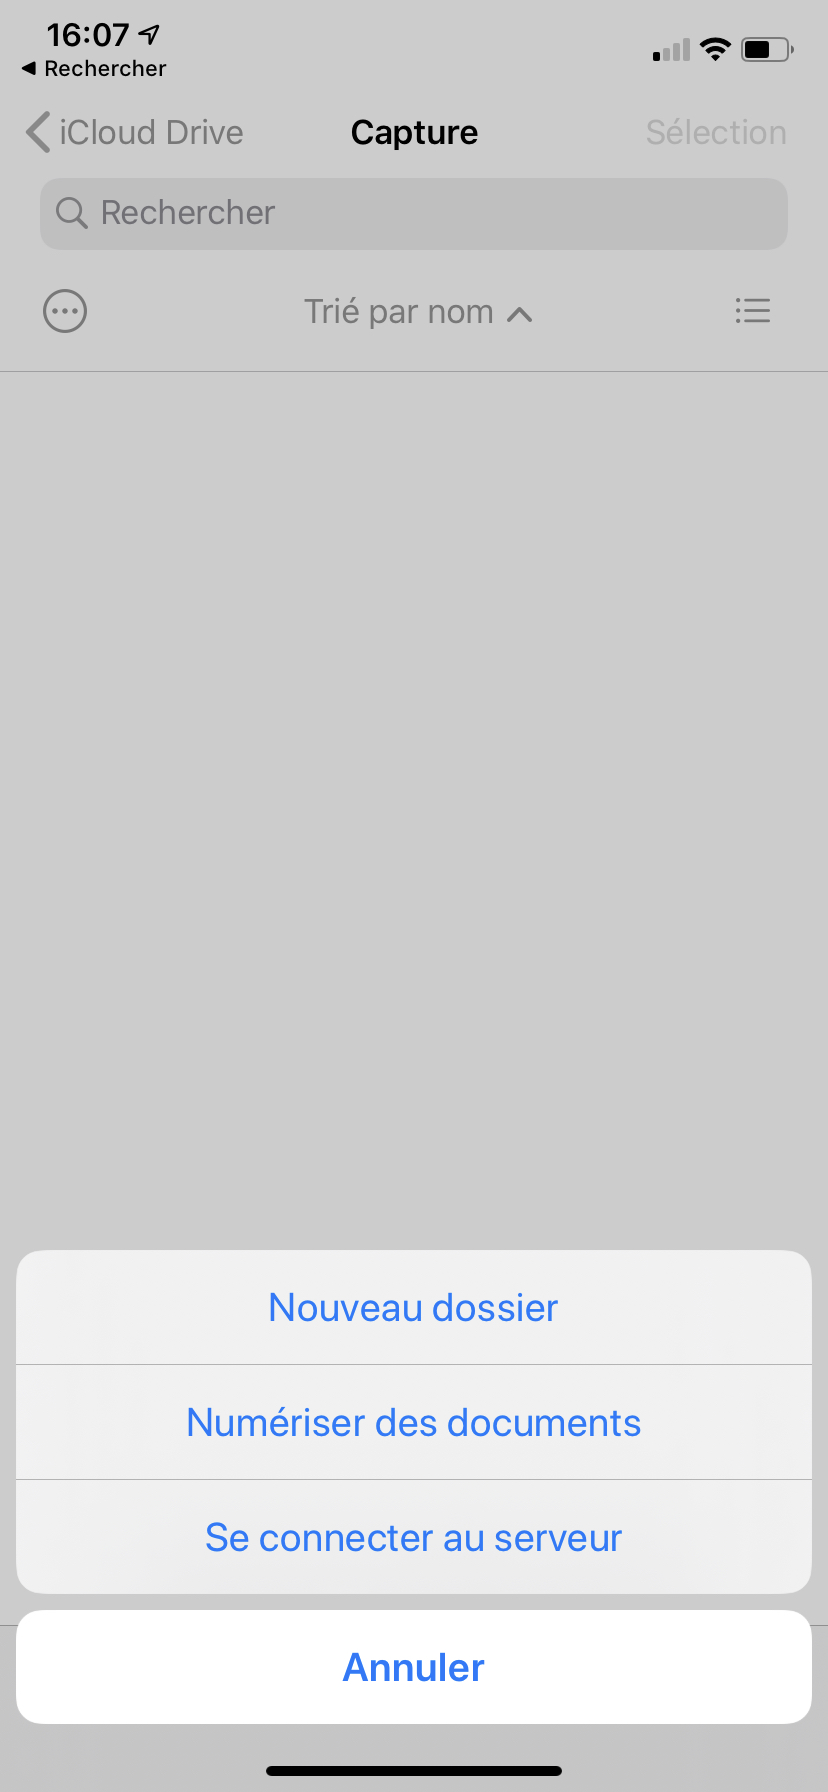 16:07
◀ Rechercher
iCloud Drive
Capture
Sélection
Rechercher
Trié par nom
Nouveau dossier
Numériser des documents
Se connecter au serveur
Annuler